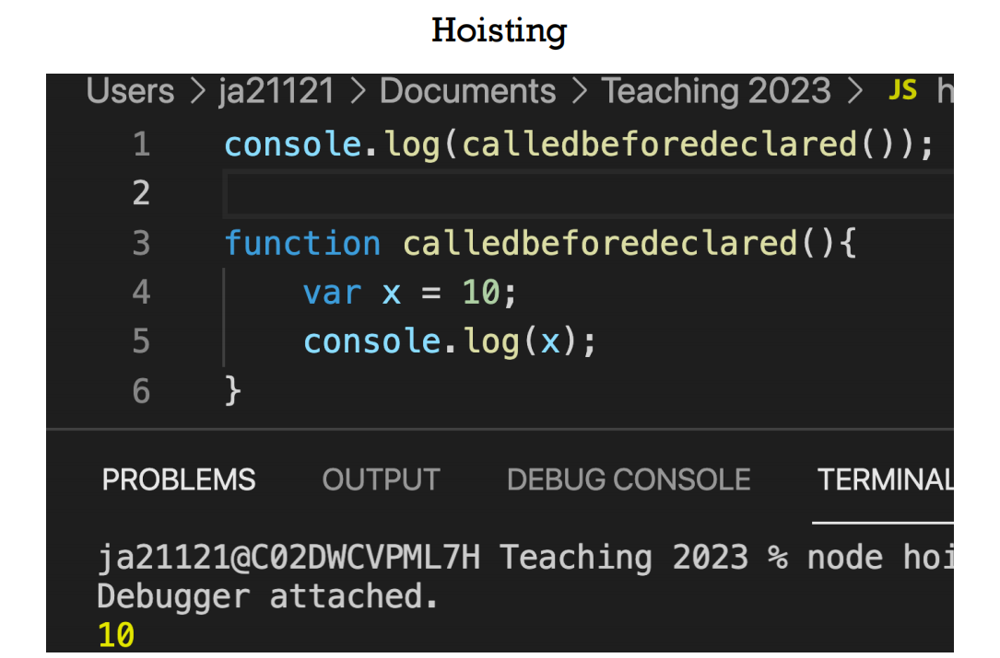 Hoisting
Users > ja21121 > Documents > Teaching 2023 > JS h
1 console.log(calledbeforedeclared());
2
3 function calledbeforedeclared(){
4     var x = 10;
5     console.log(x);
6 }
PROBLEMS OUTPUT DEBUG CONSOLE TERMINAL
ja21121@C02DWCVPML7H Teaching 2023 % node hoi
Debugger attached.
10